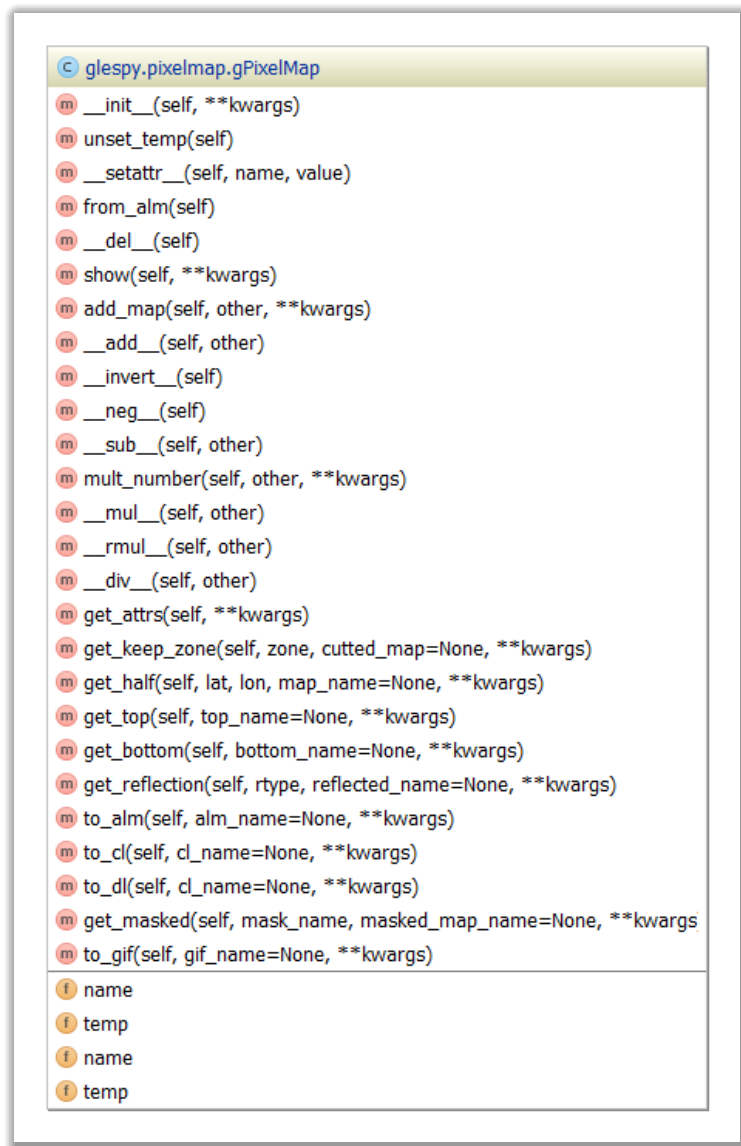 C glespy.pixelmap.gPixelMap
m __init__(self, **kwargs)
m unset_temp(self)
m __setattr__(self, name, value)
m from_alm(self)
m __del__(self)
m show(self, **kwargs)
m add_map(self, other, **kwargs)
m __add__(self, other)
m __invert__(self)
m __neg__(self)
m __sub__(self, other)
m mult_number(self, other, **kwargs)
m __mul__(self, other)
m __rmul__(self, other)
m __div__(self, other)
m get_attrs(self, **kwargs)
m get_keep_zone(self, zone, cutted_map=None, **kwargs)
m get_half(self, lat, lon, map_name=None, **kwargs)
m get_top(self, top_name=None, **kwargs)
m get_bottom(self, bottom_name=None, **kwargs)
m get_reflection(self, rtype, reflected_name=None, **kwargs)
m to_alm(self, alm_name=None, **kwargs)
m to_cl(self, cl_name=None, **kwargs)
m to_dl(self, cl_name=None, **kwargs)
m get_masked(self, mask_name, masked_map_name=None, **kwargs)
m to_gif(self, gif_name=None, **kwargs)
f name
f temp
f name
f temp